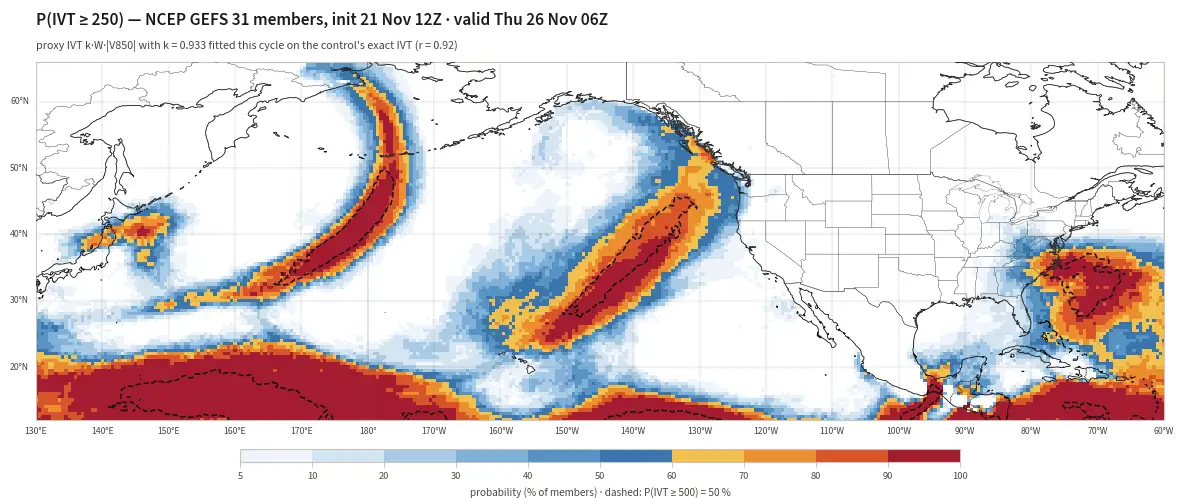 P(IVT ≥ 250) — NCEP GEFS 31 members, init 21 Nov 12Z · valid Thu 26 Nov 06Z
proxy IVT k·W·|V850| with k = 0.933 fitted this cycle on the control's exact IVT (r = 0.92)
60°N
50°N
40°N
30°N
20°N
130°E 140°E 150°E 160°E 170°E 180° 170°W 160°W 150°W 140°W 130°W 120°W 110°W 100°W 90°W 80°W 70°W 60°W
5 10 20 30 40 50 60 70 80 90 100
probability (% of members) · dashed: P(IVT ≥ 500) = 50 %